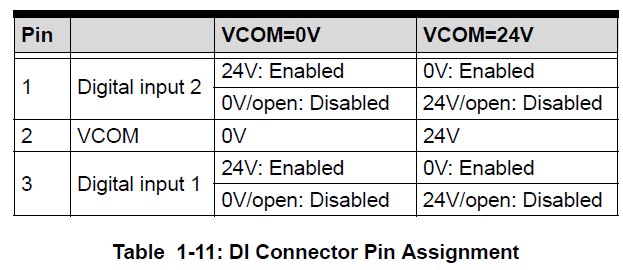 Pin VCOM=0V VCOM=24V
1 Digital input 2 24V: Enabled 0V: Enabled
0V/open: Disabled 24V/open: Disabled
2 VCOM 0V 24V
3 Digital input 1 24V: Enabled 0V: Enabled
0V/open: Disabled 24V/open: Disabled
Table 1-11: DI Connector Pin Assignment